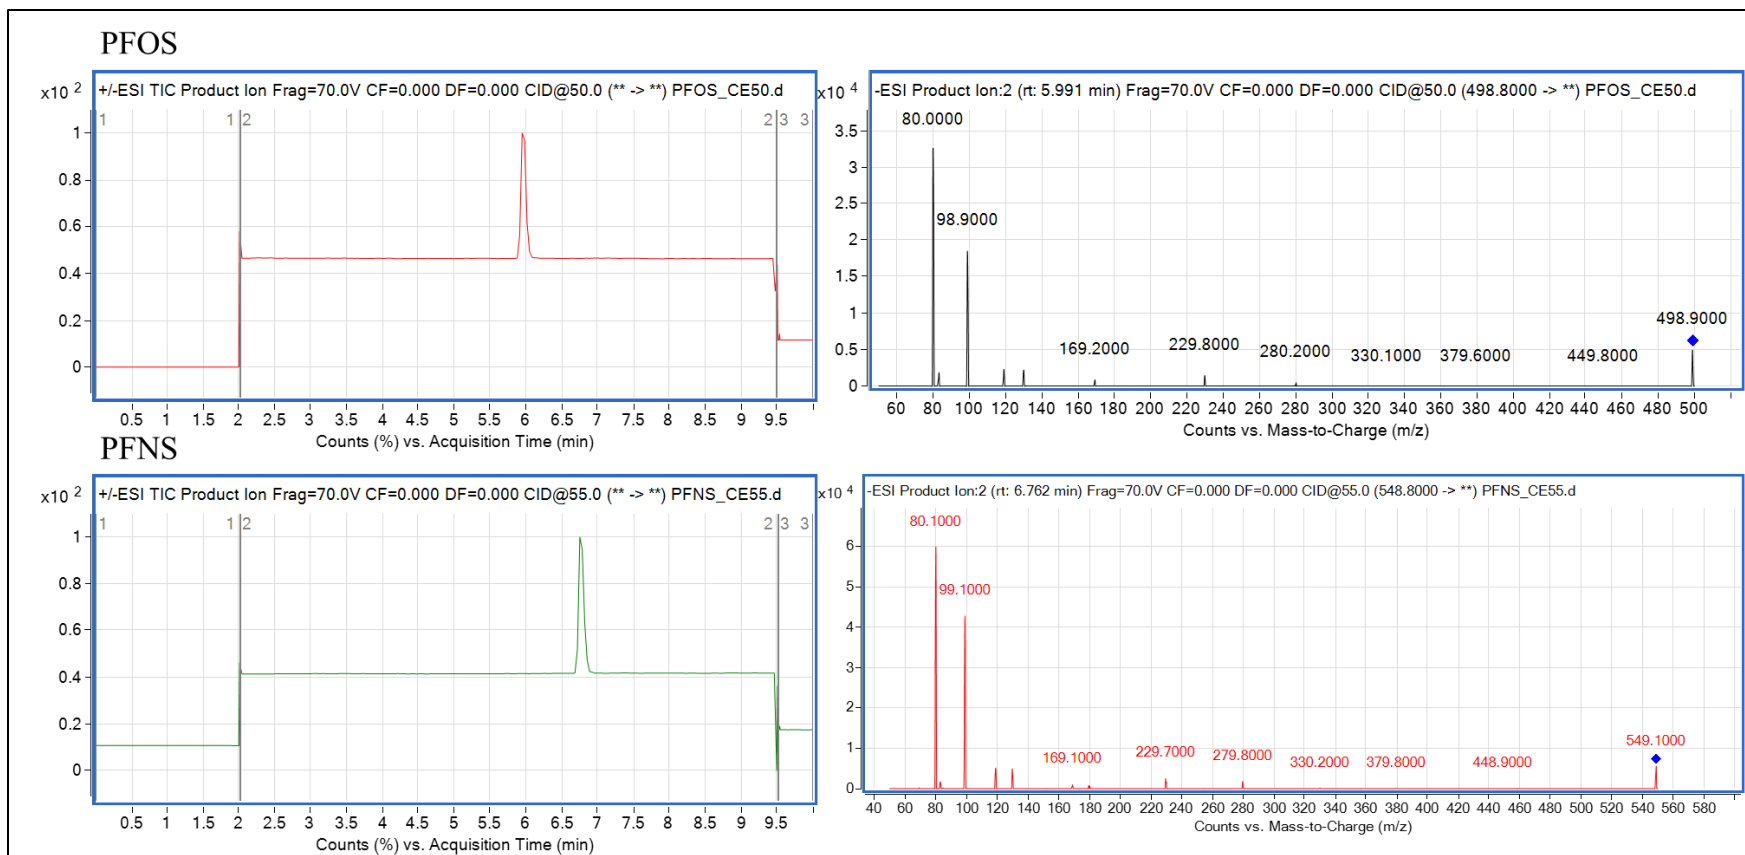 PFOS
x10 2
+/-ESI TIC Product Ion Frag=70.0V CF=0.000 DF=0.000 CID@50.0 (** -> **) PFOS_CE50.d
1 1 2 2 3 3
1
0.8
0.6
0.4
0.2
0
0.5 1 1.5 2 2.5 3 3.5 4 4.5 5 5.5 6 6.5 7 7.5 8 8.5 9 9.5
Counts (%) vs. Acquisition Time (min)
x10 4
-ESI Product Ion:2 (rt: 5.991 min) Frag=70.0V CF=0.000 DF=0.000 CID@50.0 (498.8000 -> **) PFOS_CE50.d
80.0000
98.9000
169.2000 229.8000 280.2000 330.1000 379.6000 449.8000 498.9000
3.5
3
2.5
2
1.5
1
0.5
0
60 80 100 120 140 160 180 200 220 240 260 280 300 320 340 360 380 400 420 440 460 480 500
Counts vs. Mass-to-Charge (m/z)
PFNS
x10 2
+/-ESI TIC Product Ion Frag=70.0V CF=0.000 DF=0.000 CID@55.0 (** -> **) PFNS_CE55.d
1 1 2 2 3 3
1
0.8
0.6
0.4
0.2
0
0.5 1 1.5 2 2.5 3 3.5 4 4.5 5 5.5 6 6.5 7 7.5 8 8.5 9 9.5
Counts (%) vs. Acquisition Time (min)
x10 4
-ESI Product Ion:2 (rt: 6.762 min) Frag=70.0V CF=0.000 DF=0.000 CID@55.0 (548.8000 -> **) PFNS_CE55.d
80.1000
99.1000
169.1000 229.7000 279.8000 330.2000 379.8000 448.9000 549.1000
6
5
4
3
2
1
0
40 60 80 100 120 140 160 180 200 220 240 260 280 300 320 340 360 380 400 420 440 460 480 500 520 540 560 580
Counts vs. Mass-to-Charge (m/z)